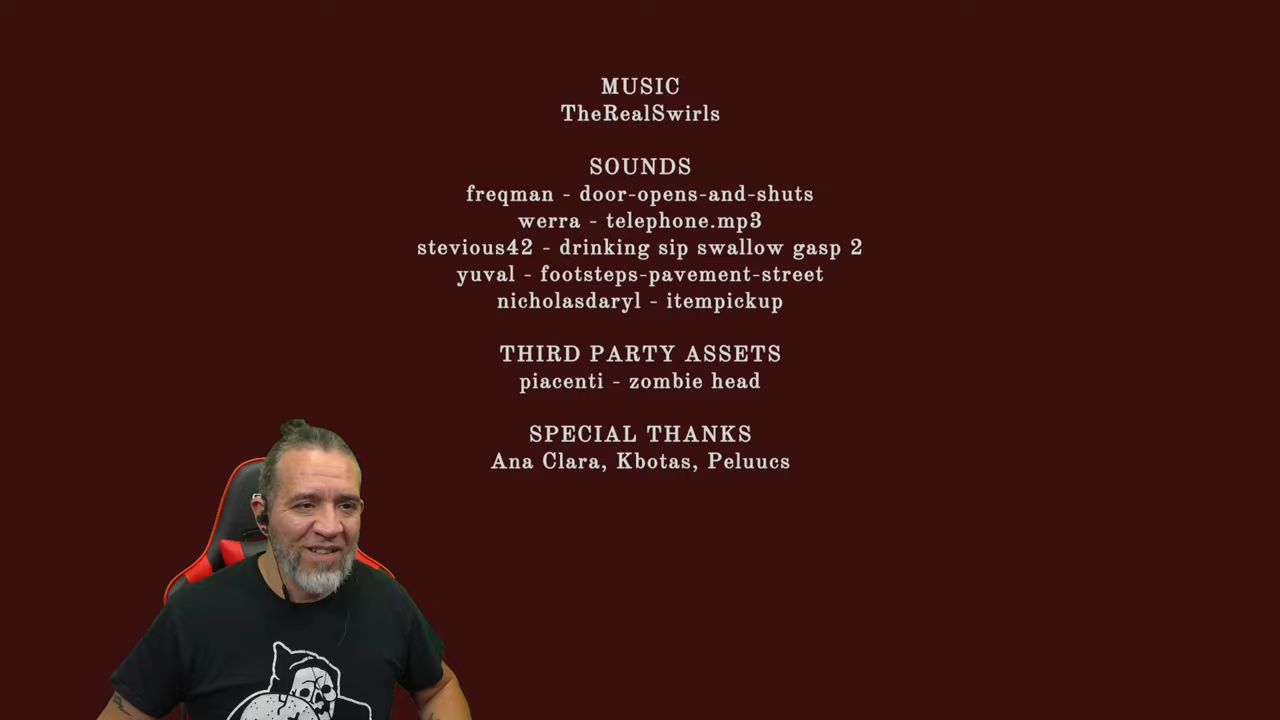 MUSIC
TheRealSwirls
SOUNDS
freqman - door-opens-and-shuts
werra - telephone.mp3
stevious42 - drinking sip swallow gasp 2
yuval - footsteps-pavement-street
nicholasdaryl - itempickup
THIRD PARTY ASSETS
piacenti - zombie head
SPECIAL THANKS
Ana Clara, Kbotas, Peluucs